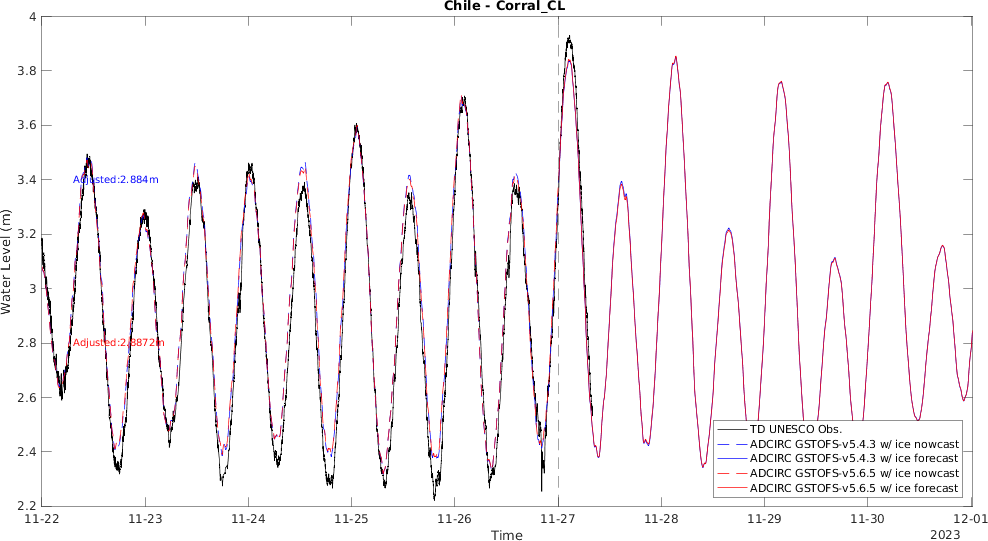 Chile - Corral_CL
Water Level (m)
4
3.8
3.6
3.4
3.2
3
2.8
2.6
2.4
2.2
Adjusted:2.884m
Adjusted:2.8872m
TD UNESCO Obs.
ADCIRC GSTOFS-v5.4.3 w/ ice nowcast
ADCIRC GSTOFS-v5.4.3 w/ ice forecast
ADCIRC GSTOFS-v5.6.5 w/ ice nowcast
ADCIRC GSTOFS-v5.6.5 w/ ice forecast
11-22 11-23 11-24 11-25 11-26 11-27 11-28 11-29 11-30 12-01
Time
2023